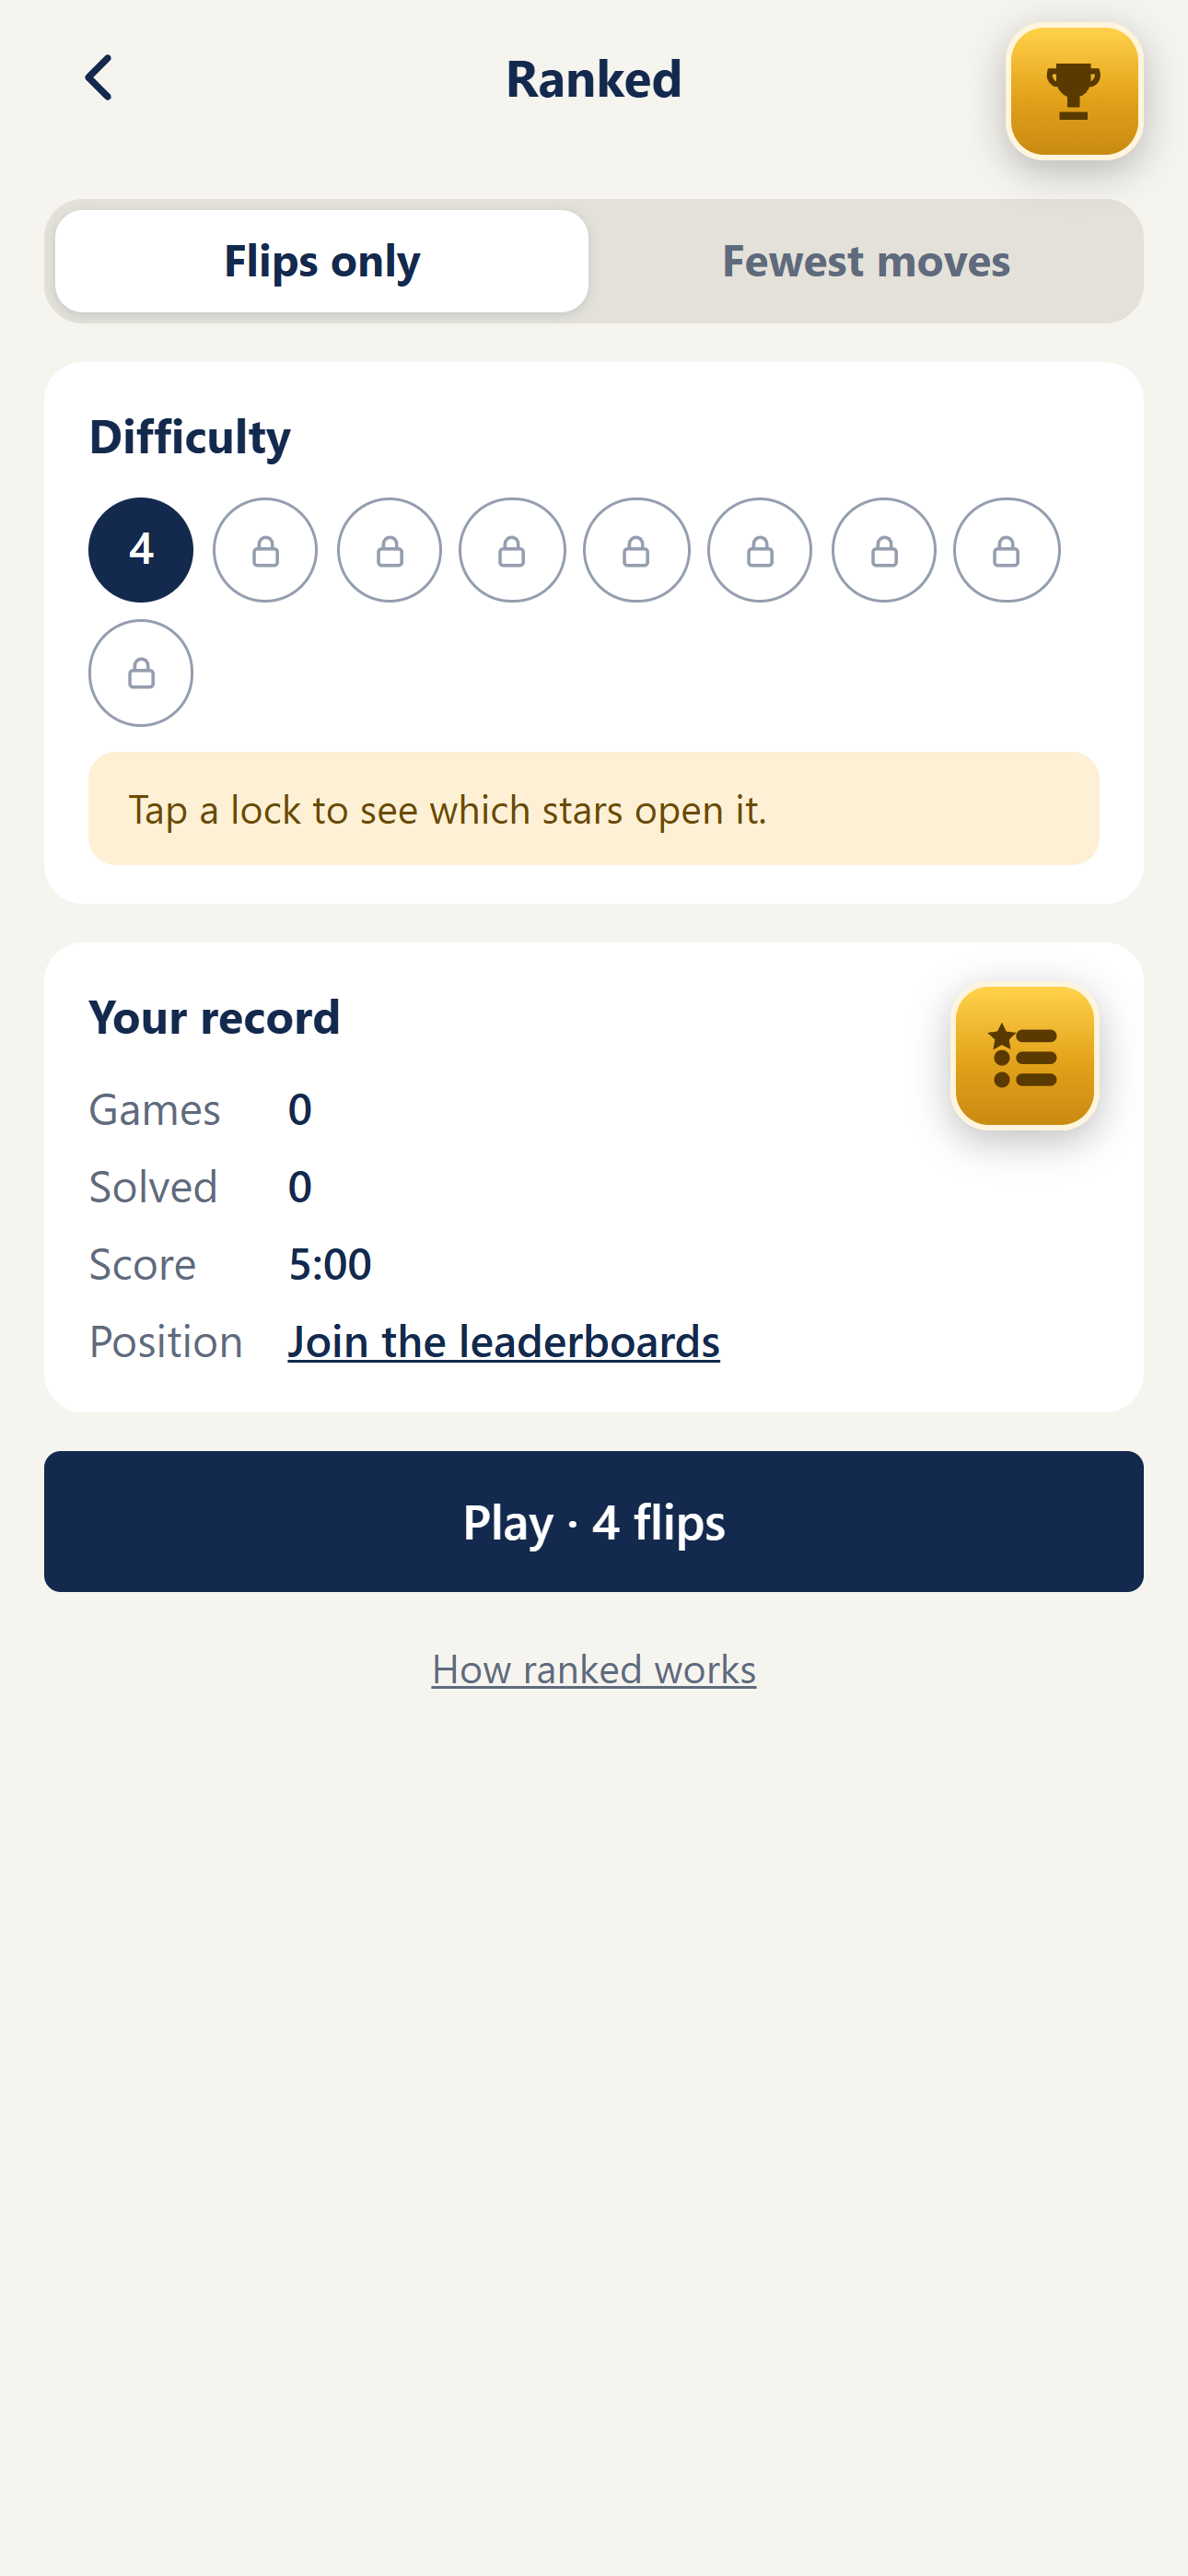 Ranked
Flips only
Fewest moves
Difficulty
4
Tap a lock to see which stars open it.
Your record
Games 0
Solved 0
Score 5:00
Position Join the leaderboards
Play · 4 flips
How ranked works